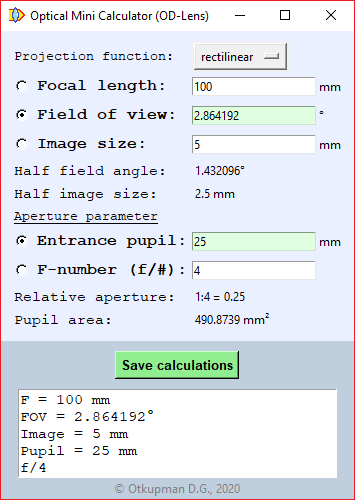 Optical Mini Calculator (OD-Lens)
Projection function: rectilinear
Focal length: 100 mm
Field of view: 2.864192 °
Image size: 5 mm
Half field angle: 1.432096°
Half image size: 2.5 mm
Aperture parameter
Entrance pupil: 25 mm
F-number (f/#): 4
Relative aperture: 1:4 = 0.25
Pupil area: 490.8739 mm²
Save calculations
F = 100 mm
FOV = 2.864192°
Image = 5 mm
Pupil = 25 mm
f/4
© Otkupman D.G., 2020